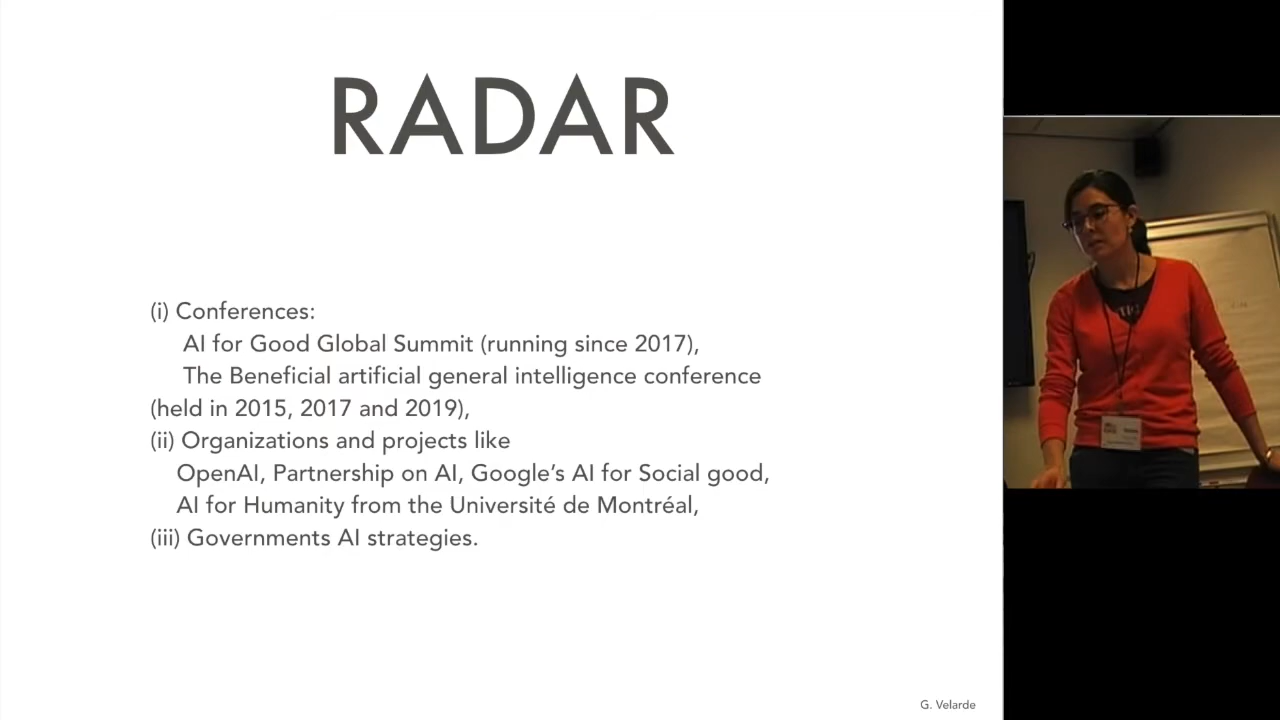 RADAR
(i) Conferences:
AI for Good Global Summit (running since 2017),
The Beneficial artificial general intelligence conference
(held in 2015, 2017 and 2019),
(ii) Organizations and projects like
OpenAI, Partnership on AI, Google’s AI for Social good,
AI for Humanity from the Université de Montréal,
(iii) Governments AI strategies.
G. Velarde